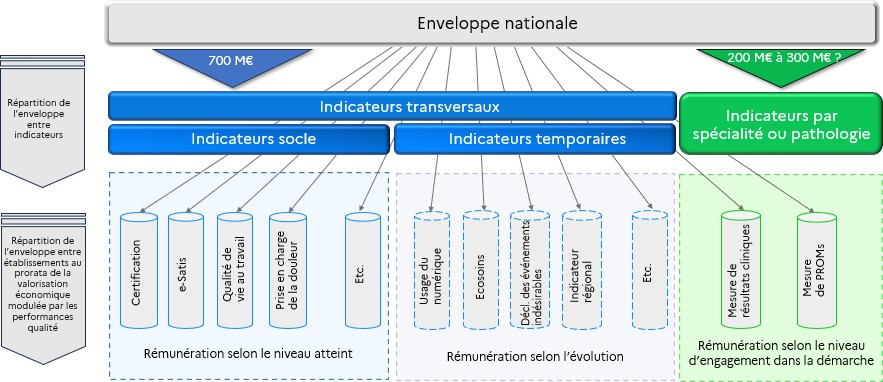 Enveloppe nationale
700 M€
200 M€ à 300 M€ ?
Répartition de
l'enveloppe
entre
indicateurs
Indicateurs transversaux
Indicateurs socle
Indicateurs temporaires
Indicateurs par
spécialité ou pathologie
Répartition de
l'enveloppe entre
établissements au
prorata de la
valorisation
économique
modulée par les
performances
qualité
Certification
e-Satis
Qualité de
vie au travail
Prise en charge
de la douleur
Etc.
Usage du
numérique
Ecosoins
Décl. des événements
indésirables
Indicateur
régional
Etc.
Mesure de
résultats cliniques
Mesure
de PROMs
Rémunération selon le niveau atteint
Rémunération selon l'évolution
Rémunération selon le niveau
d'engagement dans la démarche